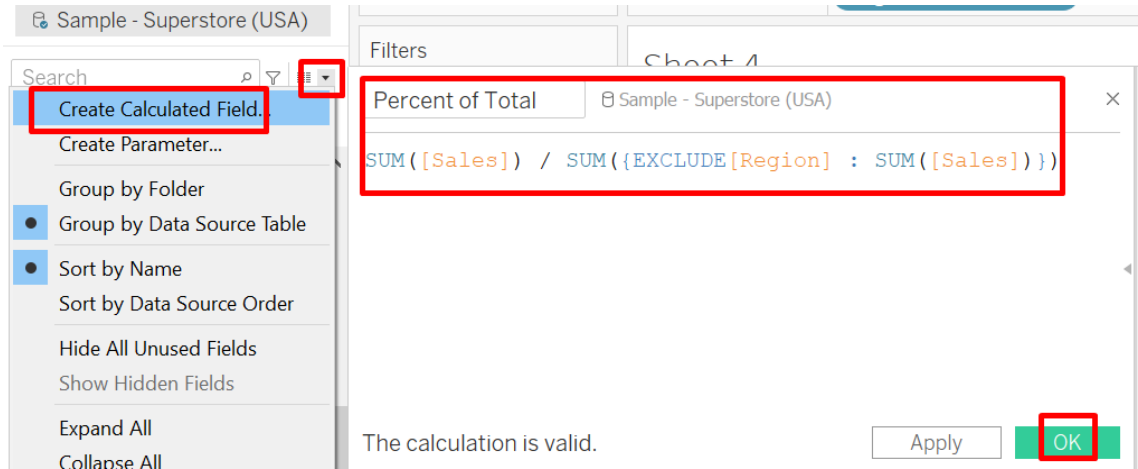 Sample - Superstore (USA)
Search
Create Calculated Field...
Create Parameter...
Group by Folder
Group by Data Source Table
Sort by Name
Sort by Data Source Order
Hide All Unused Fields
Show Hidden Fields
Expand All
Collapse All
Filters
Sheet 4
Percent of Total
Sample - Superstore (USA)
SUM([Sales]) / SUM({EXCLUDE[Region] : SUM([Sales])})
The calculation is valid.
Apply
OK